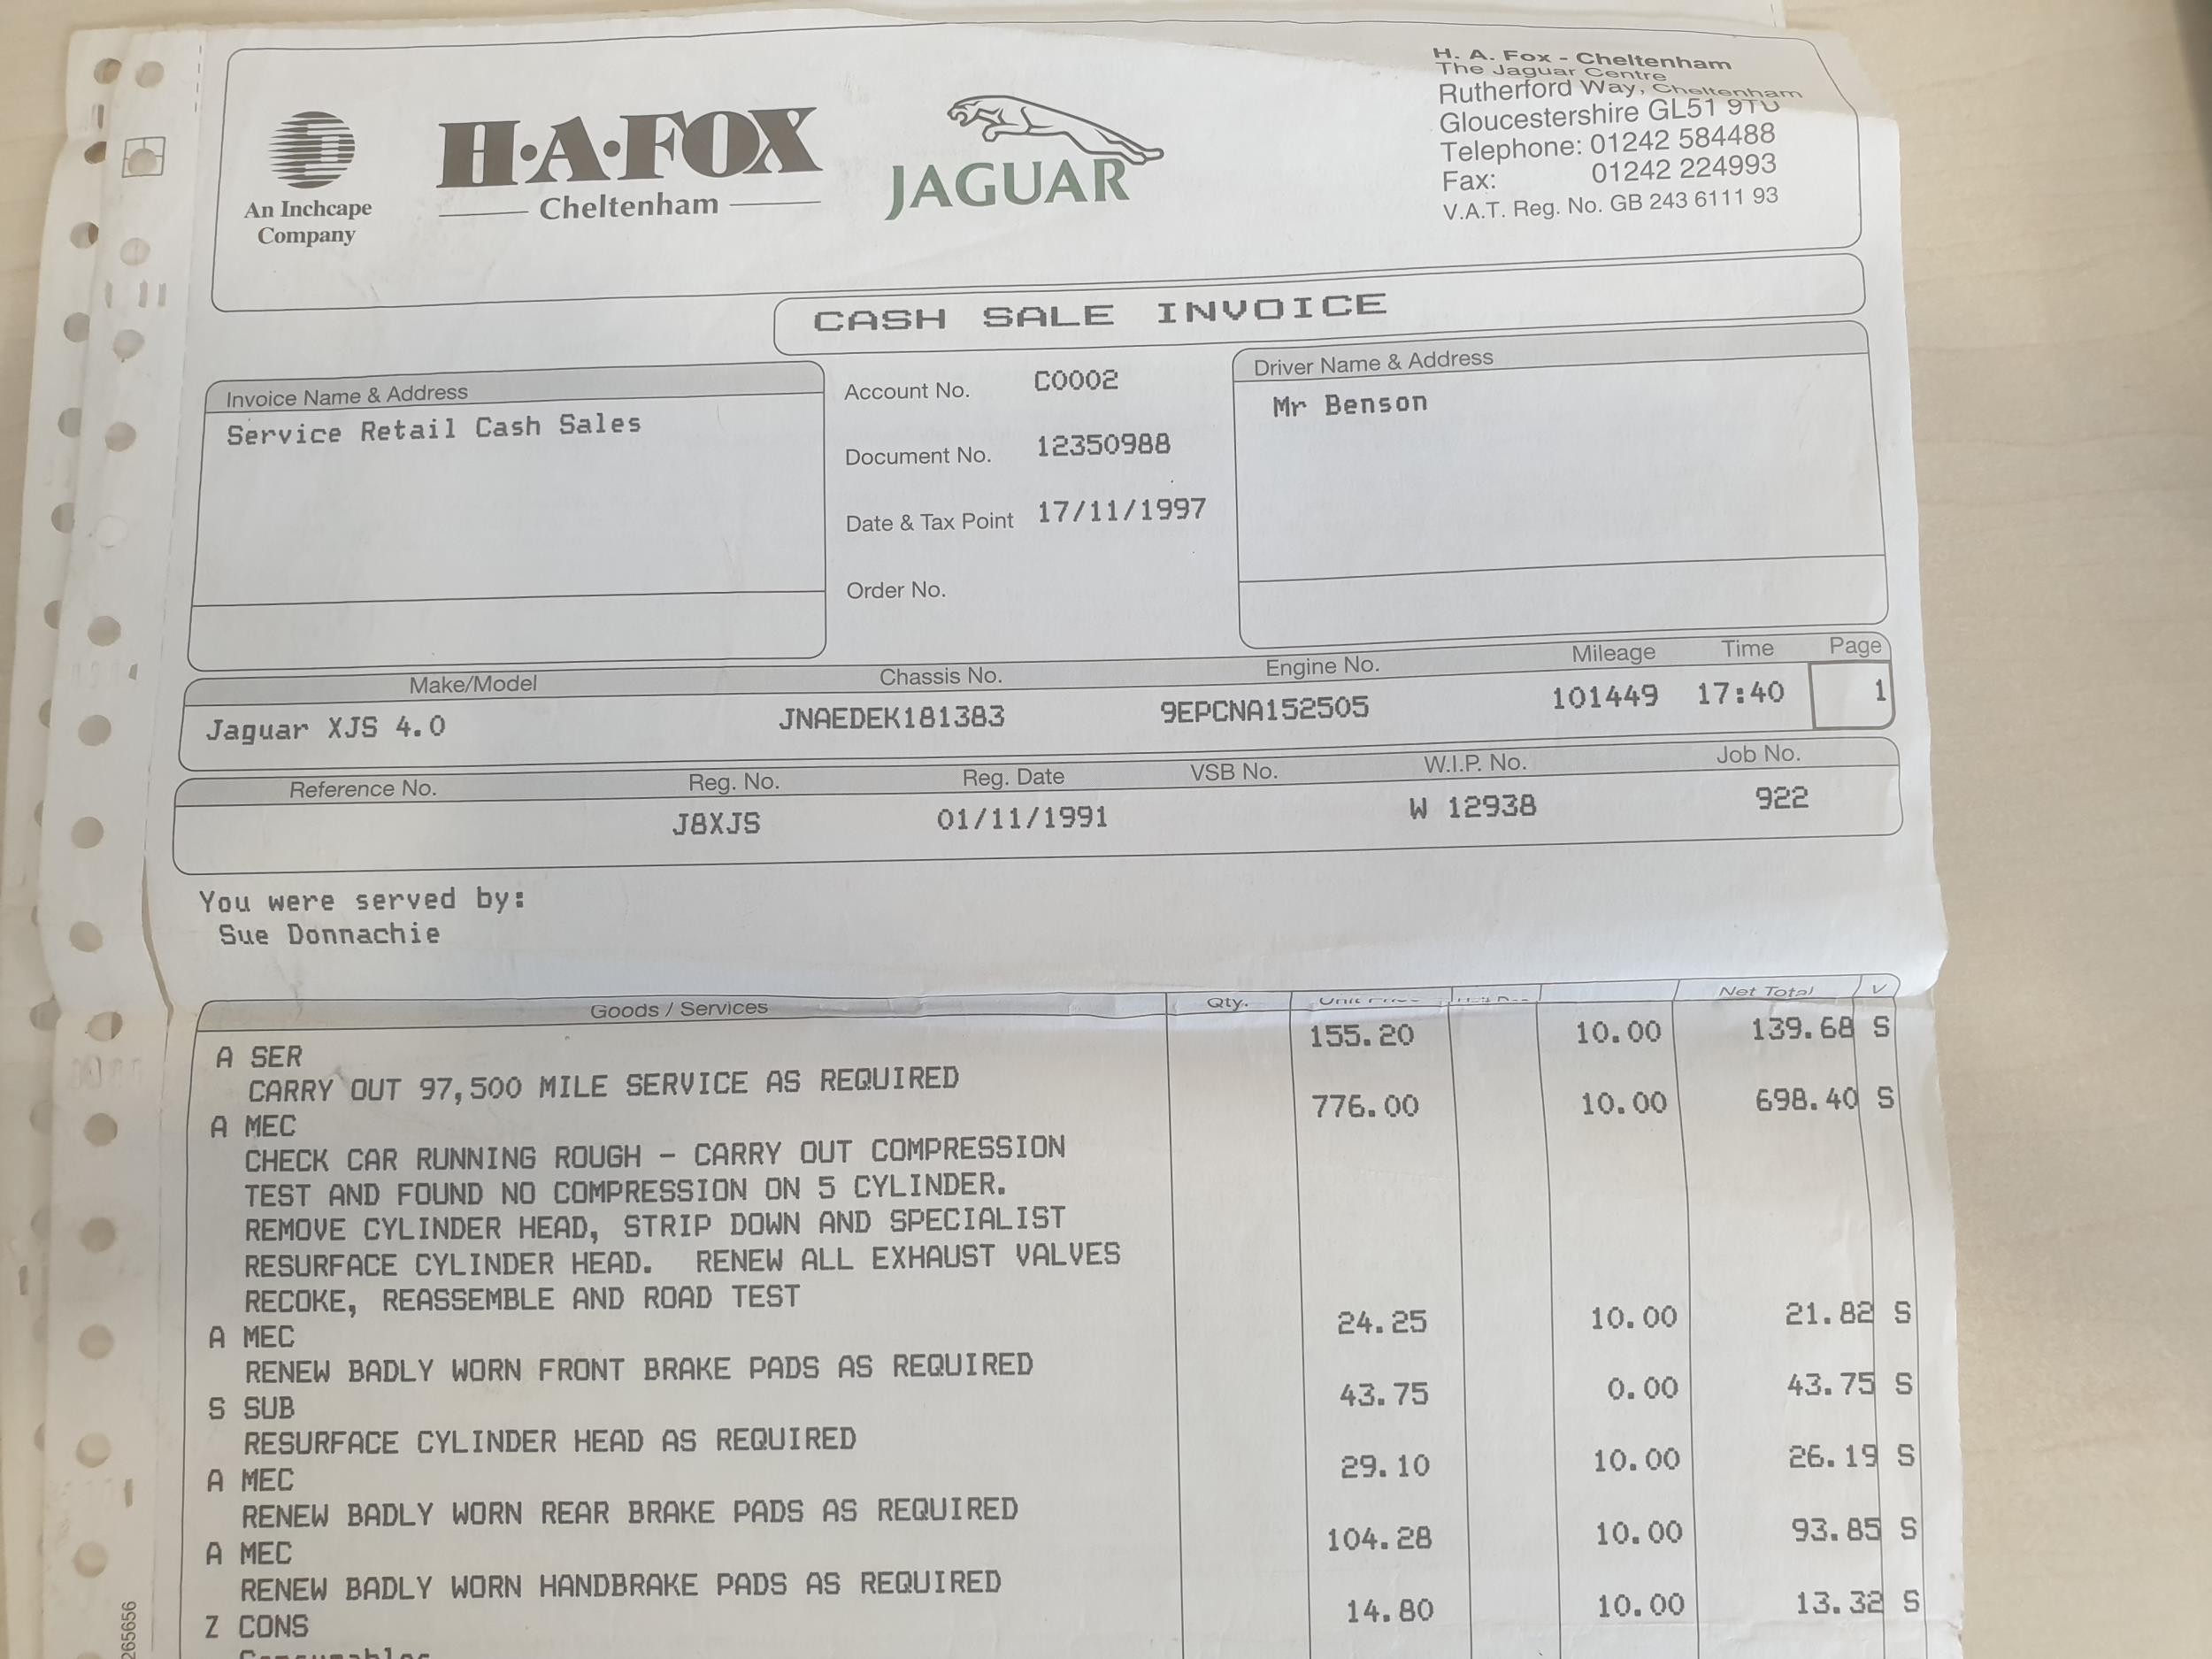 An Inchcape
Company
H·A·FOX
Cheltenham
JAGUAR
H. A. Fox - Cheltenham
The Jaguar Centre
Rutherford Way, Cheltenham
Gloucestershire GL51 9TU
Telephone: 01242 584488
Fax: 01242 224993
V.A.T. Reg. No. GB 243 6111 93
CASH SALE INVOICE
Invoice Name & Address
Service Retail Cash Sales
Account No. C0002
Document No. 12350988
Date & Tax Point 17/11/1997
Order No.
Driver Name & Address
Mr Benson
Make/Model Chassis No. Engine No. Mileage Time Page
Jaguar XJS 4.0 JNAEDEK181383 9EPCNA152505 101449 17:40 1
Reference No. Reg. No. Reg. Date VSB No. W.I.P. No. Job No.
J8XJS 01/11/1991 W 12938 922
You were served by:
Sue Donnachie
Goods / Services Qty. Net Total V
A SER 155.20 10.00 139.68 S
CARRY OUT 97,500 MILE SERVICE AS REQUIRED
A MEC 776.00 10.00 698.40 S
CHECK CAR RUNNING ROUGH - CARRY OUT COMPRESSION
TEST AND FOUND NO COMPRESSION ON 5 CYLINDER.
REMOVE CYLINDER HEAD, STRIP DOWN AND SPECIALIST
RESURFACE CYLINDER HEAD. RENEW ALL EXHAUST VALVES
RECOKE, REASSEMBLE AND ROAD TEST
A MEC 24.25 10.00 21.82 S
RENEW BADLY WORN FRONT BRAKE PADS AS REQUIRED
S SUB 43.75 0.00 43.75 S
RESURFACE CYLINDER HEAD AS REQUIRED
A MEC 29.10 10.00 26.19 S
RENEW BADLY WORN REAR BRAKE PADS AS REQUIRED
A MEC 104.28 10.00 93.85 S
RENEW BADLY WORN HANDBRAKE PADS AS REQUIRED
Z CONS 14.80 10.00 13.32 S
265656